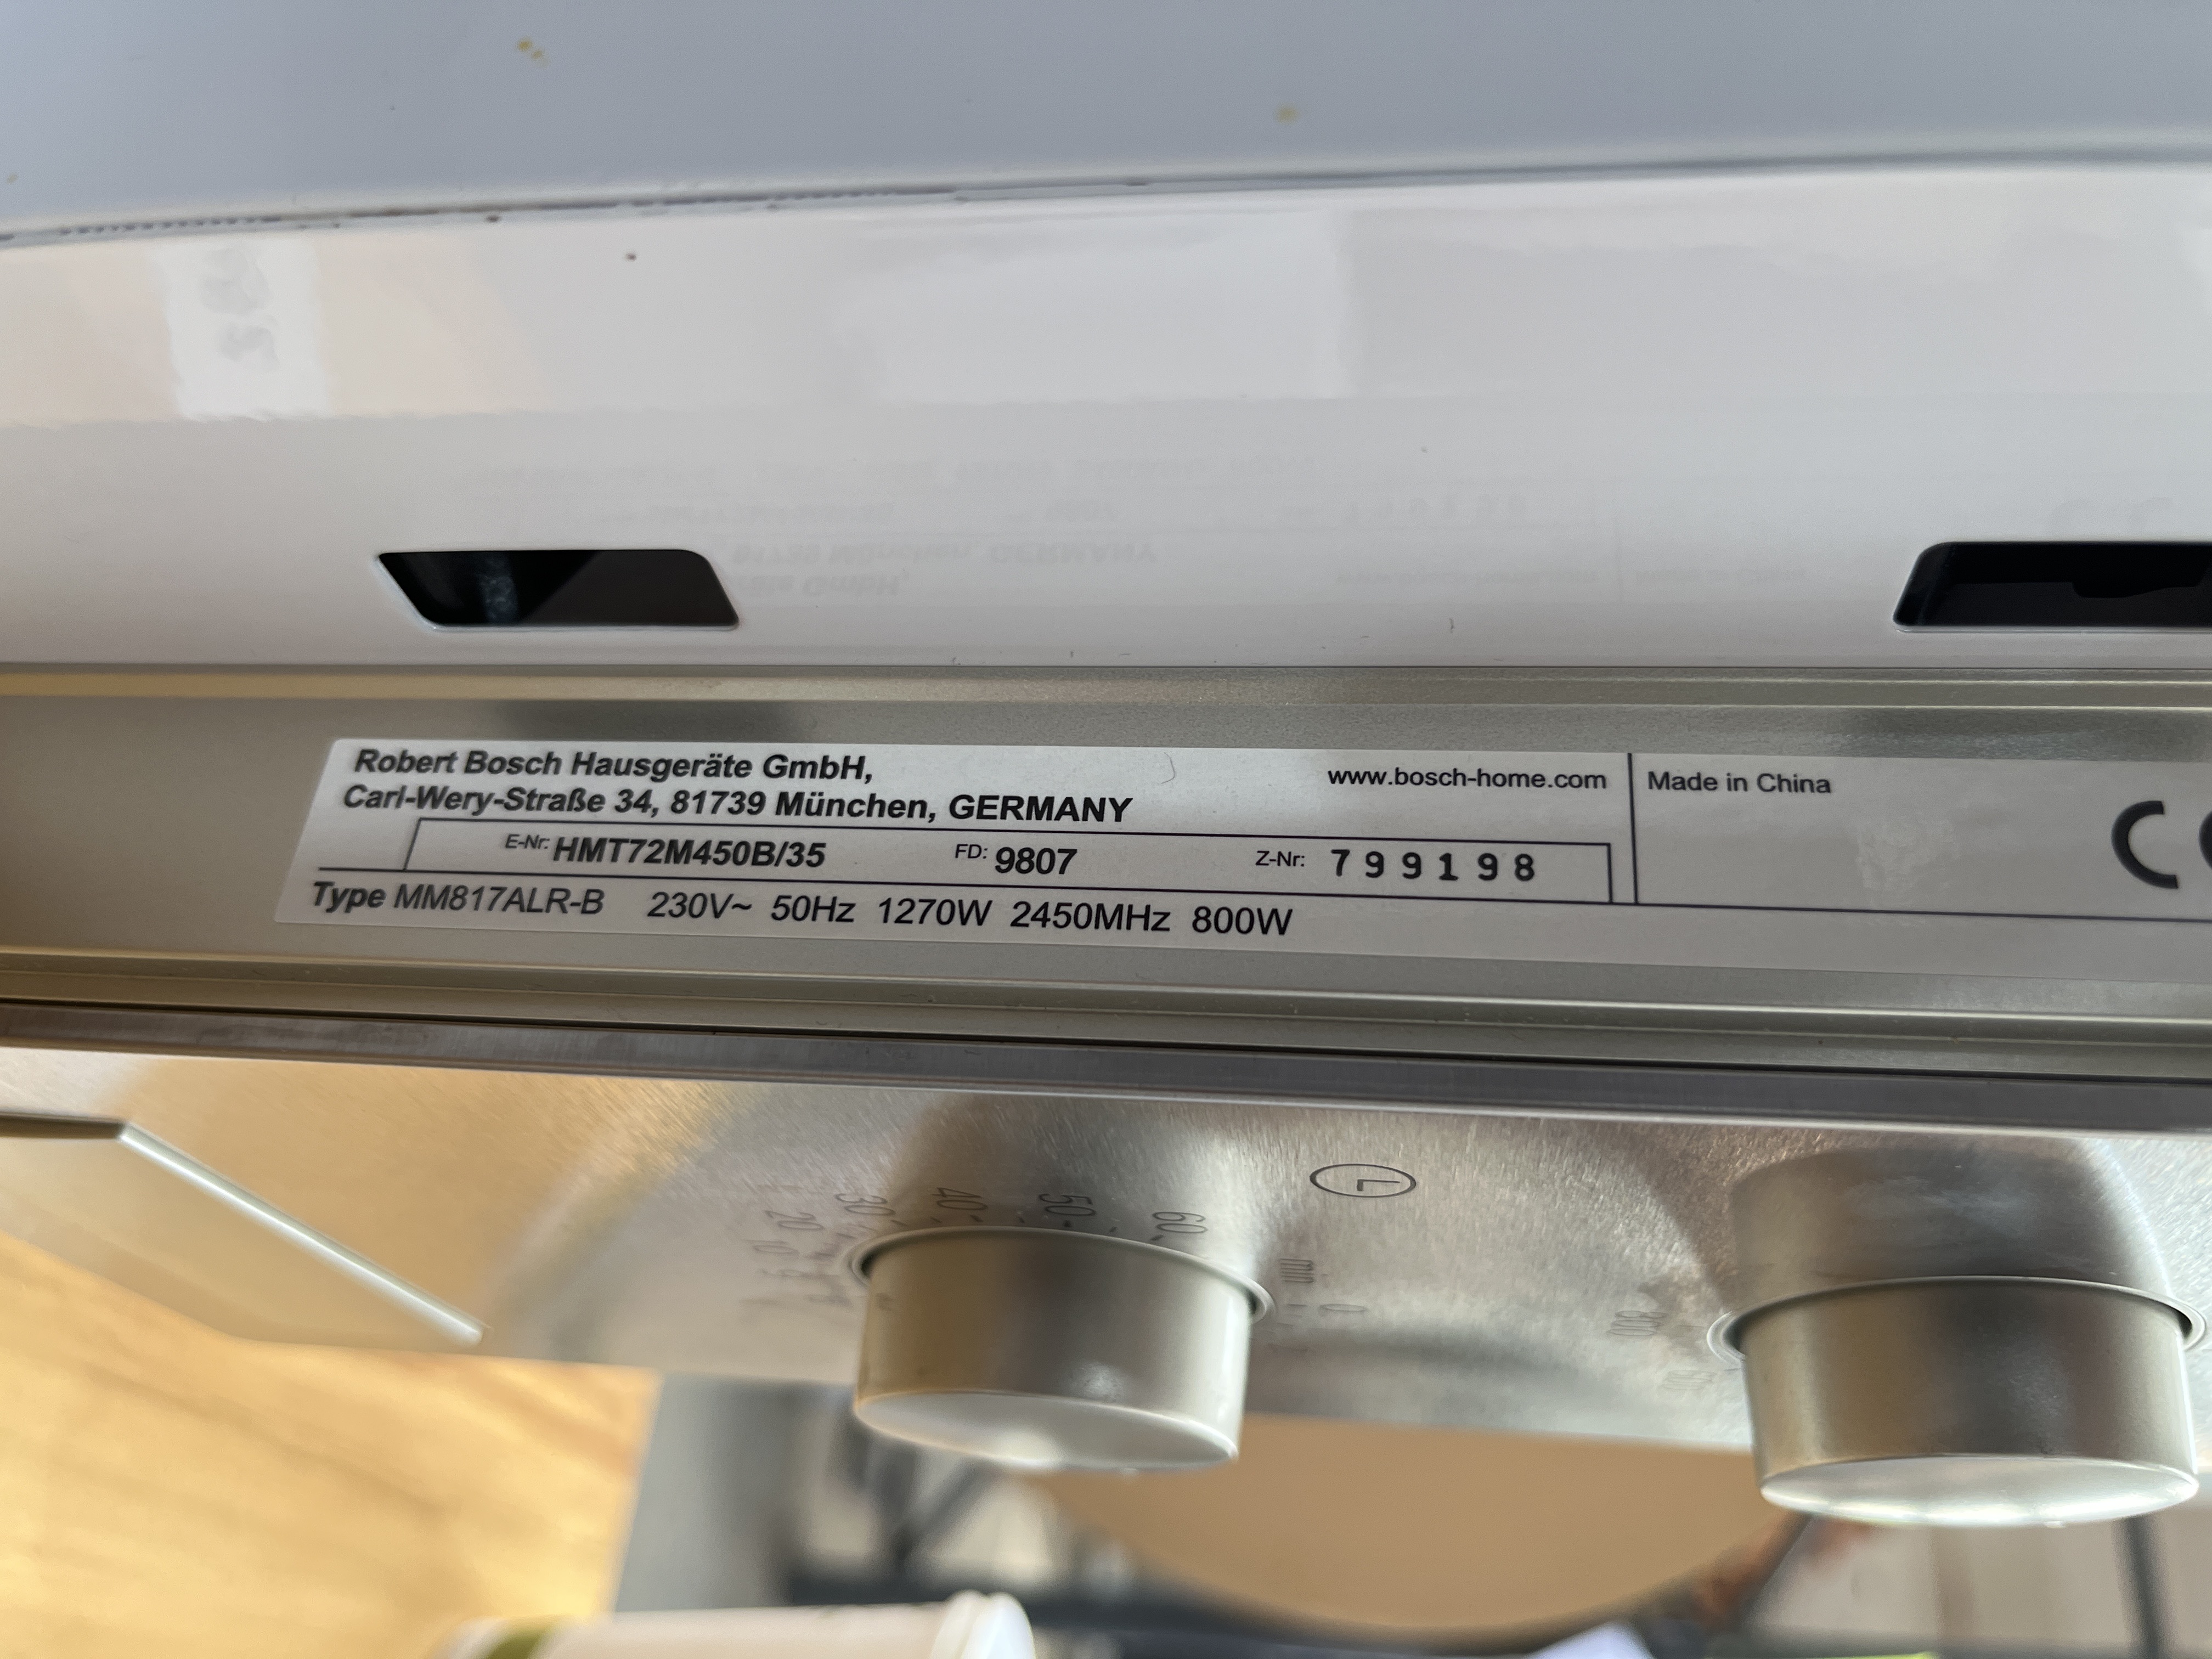 Robert Bosch Hausgeräte GmbH,
Carl-Wery-Straße 34, 81739 München, GERMANY
www.bosch-home.com
Made in China
E-Nr: HMT72M450B/35 FD: 9807 Z-Nr: 799198
Type MM817ALR-B 230V~ 50Hz 1270W 2450MHz 800W
CE
10 20 30 40 50 60
min
800